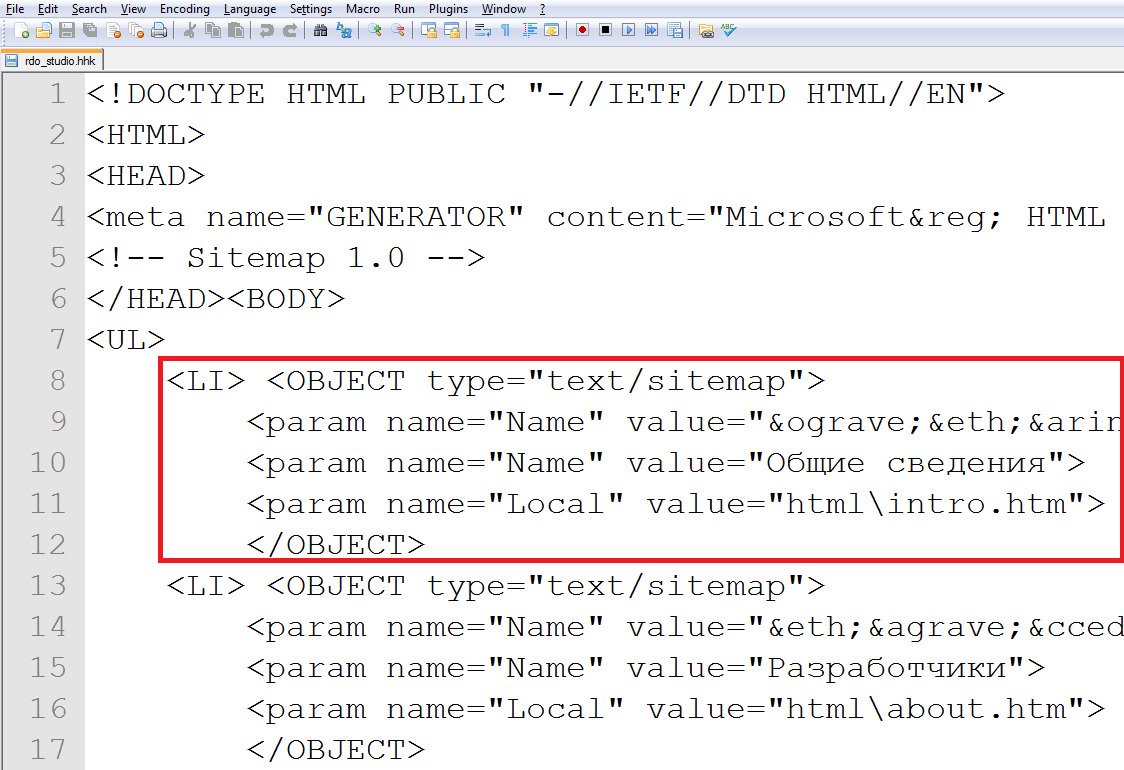 File Edit Search View Encoding Language Settings Macro Run Plugins Window ?
rdo_studio.hhk
1 <!DOCTYPE HTML PUBLIC "-//IETF//DTD HTML//EN">
2 <HTML>
3 <HEAD>
4 <meta name="GENERATOR" content="Microsoft&reg; HTML
5 <!-- Sitemap 1.0 -->
6 </HEAD><BODY>
7 <UL>
8 <LI> <OBJECT type="text/sitemap">
9 <param name="Name" value="&ograve;&eth;&arin
10 <param name="Name" value="Общие сведения">
11 <param name="Local" value="html\intro.htm">
12 </OBJECT>
13 <LI> <OBJECT type="text/sitemap">
14 <param name="Name" value="&eth;&agrave;&cced
15 <param name="Name" value="Разработчики">
16 <param name="Local" value="html\about.htm">
17 </OBJECT>